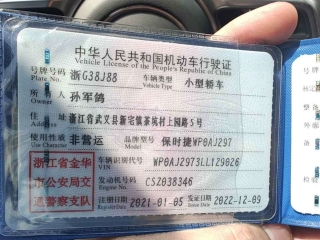 中华人民共和国机动车行驶证
Vehicle License of the People's Republic of China
号牌号码 浙G38J88 车辆类型 小型轿车
Plate No. Vehicle Type
所有人 孙军鸽
Owner
住址 浙江省武义县新宅镇茶坑村上园路5号
Address
使用性质 非营运 品牌型号 保时捷WP0AJ297
Use Character Model
浙江省金华
市公安局交
通警察支队
车辆识别代号 WP0AJ2973LL129026
VIN
发动机号码 CSZ038346
Engine No.
注册日期 2021-01-05 发证日期 2022-12-09
Register Date Issue Date